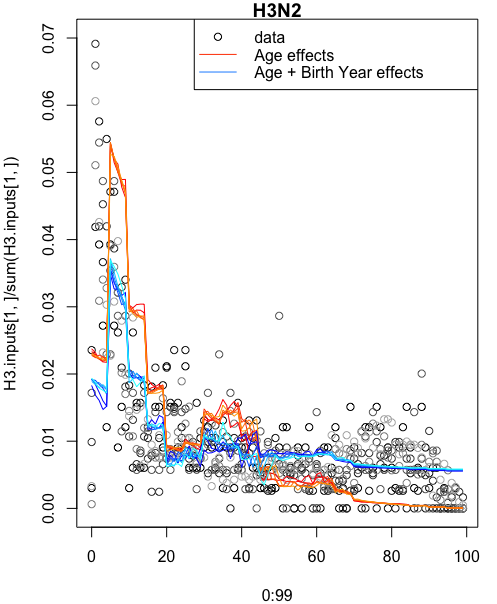 H3N2
data
Age effects
Age + Birth Year effects
H3.inputs[1, ]/sum(H3.inputs[1, ])
0.07
0.06
0.05
0.04
0.03
0.02
0.01
0.00
0 20 40 60 80 100
0:99